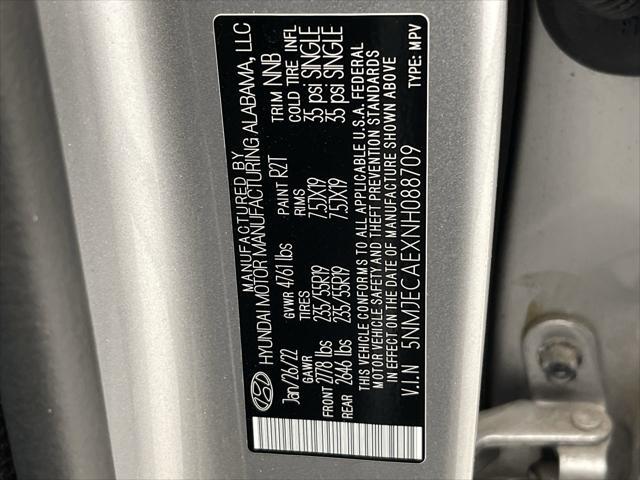 MANUFACTURED BY
HYUNDAI MOTOR MANUFACTURING ALABAMA, LLC
Jan/26/22 GVWR 4761 lbs PAINT R2T TRIM NNB
GAWR TIRES RIMS COLD TIRE INFL
FRONT 2778 lbs 235/55R19 7.5JX19 35 psi SINGLE
REAR 2646 lbs 235/55R19 7.5JX19 35 psi SINGLE
THIS VEHICLE CONFORMS TO ALL APPLICABLE U.S.A. FEDERAL
MOTOR VEHICLE SAFETY AND THEFT PREVENTION STANDARDS
IN EFFECT ON THE DATE OF MANUFACTURE SHOWN ABOVE
V.I.N 5NMJECAEXNH088709 TYPE: MPV